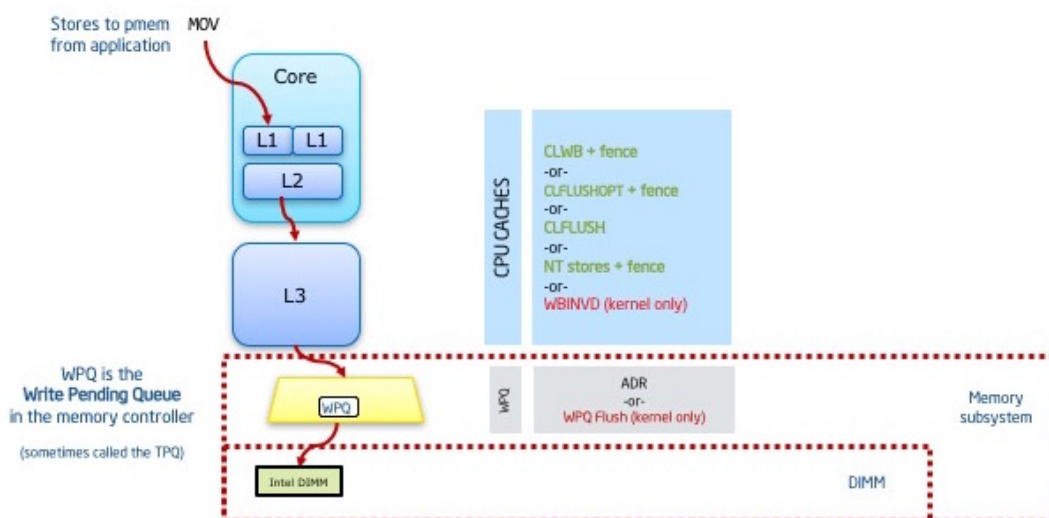 Stores to pmem
from application
MOV
Core
L1
L1
L2
L3
CPU CACHES
CLWB + fence
-or-
CLFLUSHOPT + fence
-or-
CLFLUSH
-or-
NT stores + fence
-or-
WBINVD (kernel only)
WPQ is the
Write Pending Queue
in the memory controller
(sometimes called the TPQ)
WPQ
WPQ
ADR
-or-
WPQ Flush (kernel only)
Memory
subsystem
Intel DIMM
DIMM